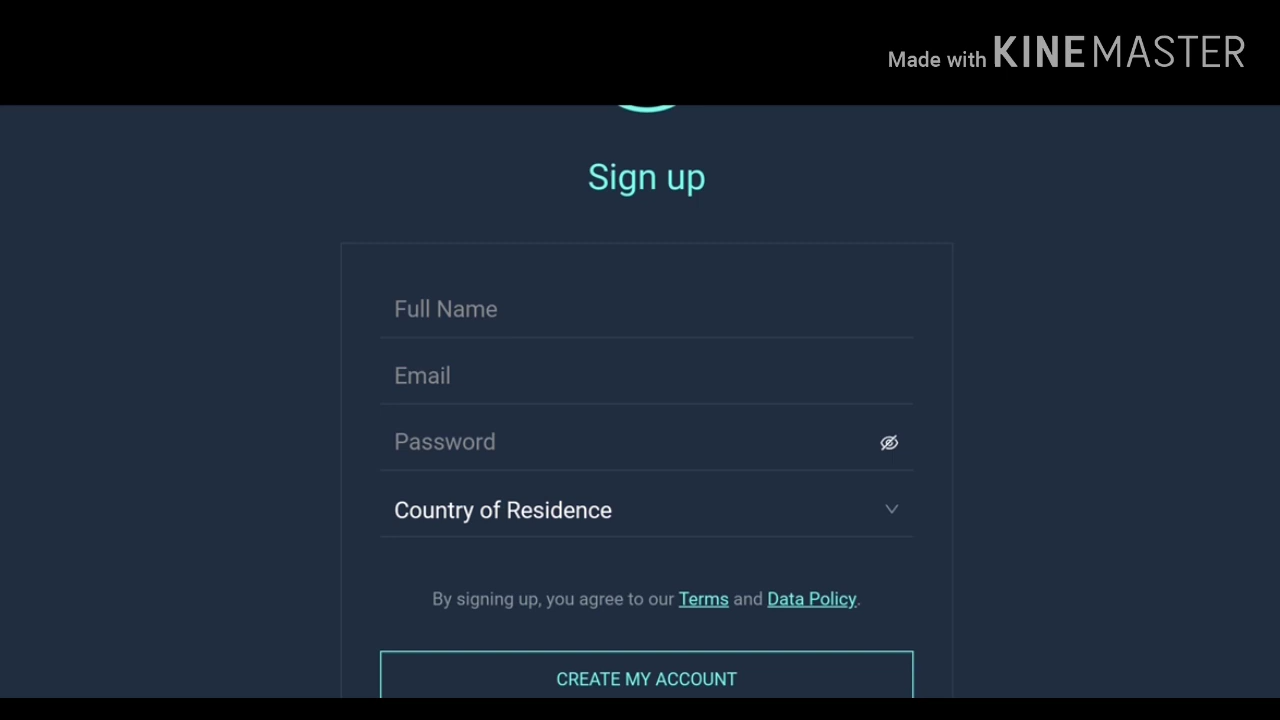 Made with KINEMASTER
Sign up
Full Name
Email
Password
Country of Residence
By signing up, you agree to our Terms and Data Policy.
CREATE MY ACCOUNT